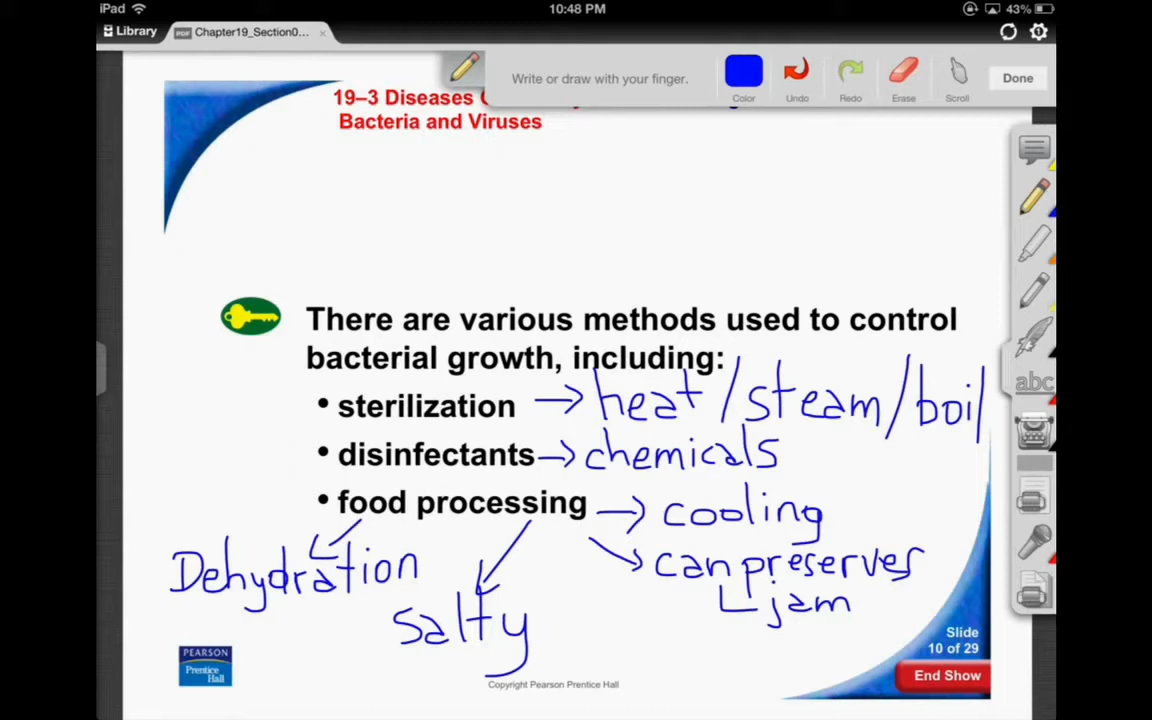 iPad 10:48 PM 43%
Library PDF Chapter19_Section0... ×
Write or draw with your finger. Color Undo Redo Erase Scroll Done
19–3 Diseases
Bacteria and Viruses
There are various methods used to control
bacterial growth, including:
• sterilization → heat/steam/boil
• disinfectants → chemicals
• food processing → cooling
Dehydration
can preserves
jam
salty
abc
Slide
10 of 29
End Show
PEARSON
Prentice
Hall
Copyright Pearson Prentice Hall